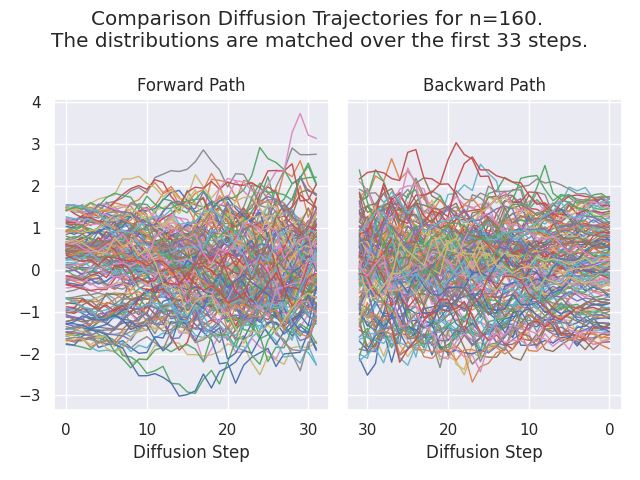 Comparison Diffusion Trajectories for n=160.
The distributions are matched over the first 33 steps.
Forward Path
Backward Path
4
3
2
1
0
−1
−2
−3
0 10 20 30
30 20 10 0
Diffusion Step
Diffusion Step